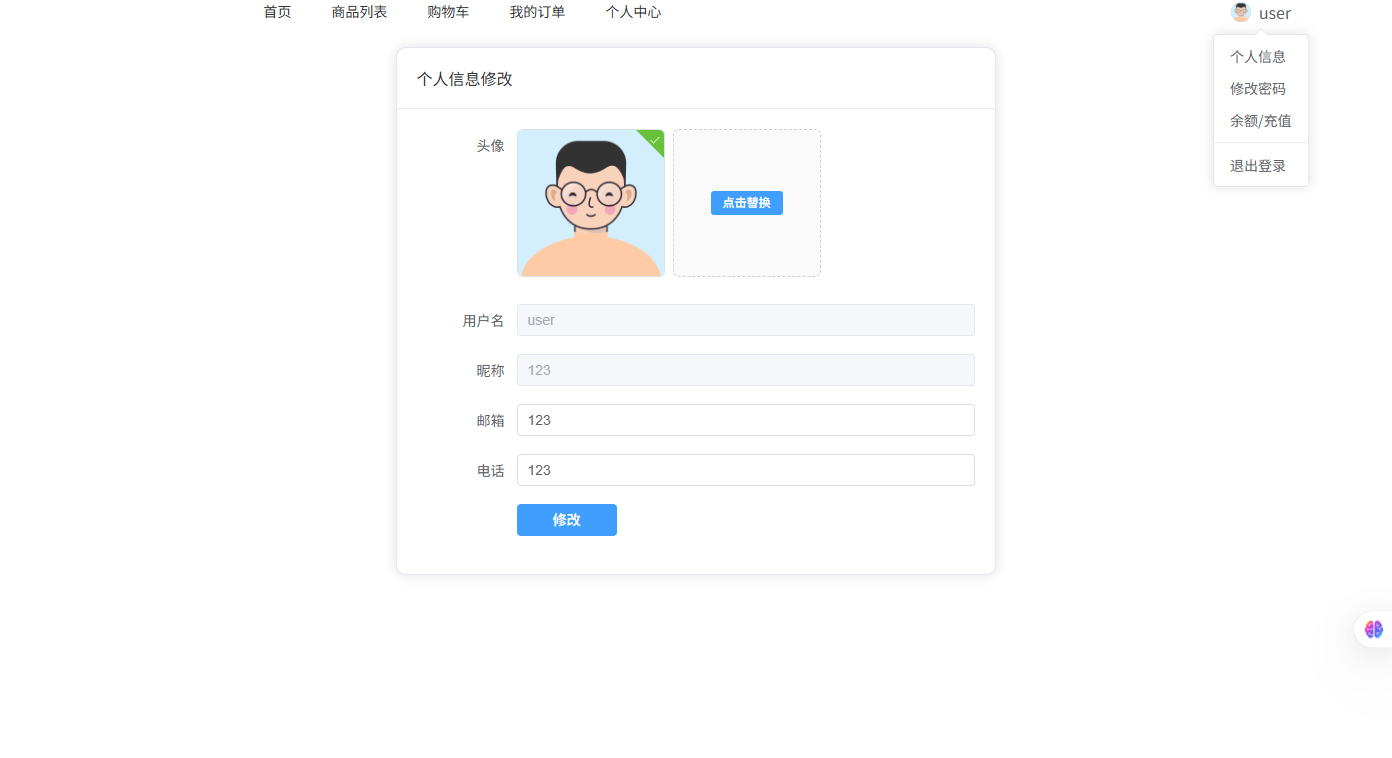 首页 商品列表 购物车 我的订单 个人中心 user
个人信息
修改密码
余额/充值
退出登录
个人信息修改
头像
点击替换
用户名 user
昵称 123
邮箱 123
电话 123
修改